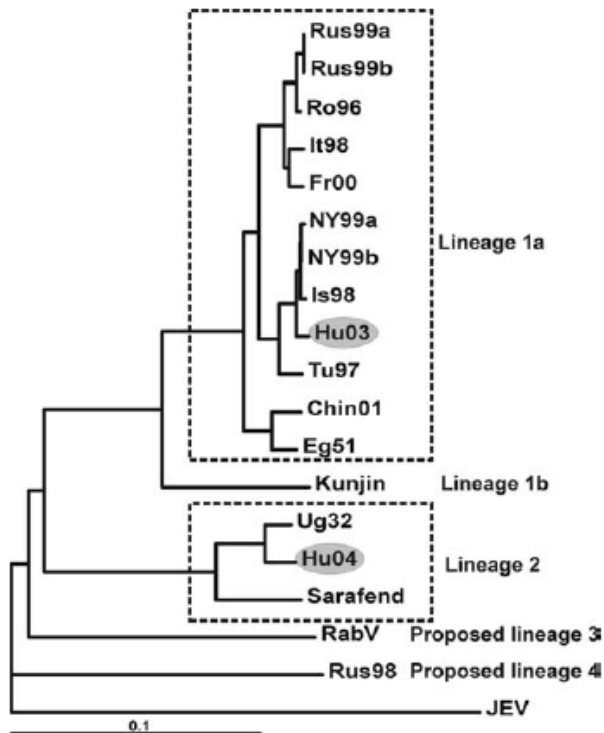 Rus99a
Rus99b
Ro96
It98
Fr00
NY99a
Lineage 1a
NY99b
Is98
Hu03
Tu97
Chin01
Eg51
Kunjin Lineage 1b
Ug32
Hu04 Lineage 2
Sarafend
RabV Proposed lineage 3
Rus98 Proposed lineage 4
JEV
0.1